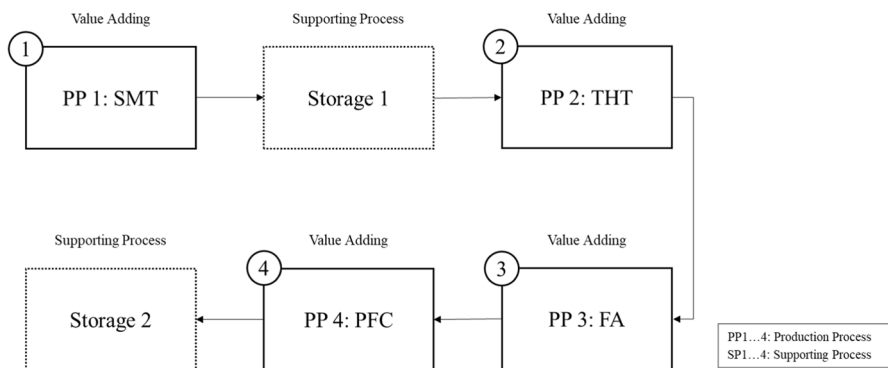 Value Adding
Supporting Process
Value Adding
1
2
PP 1: SMT
Storage 1
PP 2: THT
Supporting Process
Value Adding
Value Adding
4
3
Storage 2
PP 4: PFC
PP 3: FA
PP1…4: Production Process
SP1…4: Supporting Process